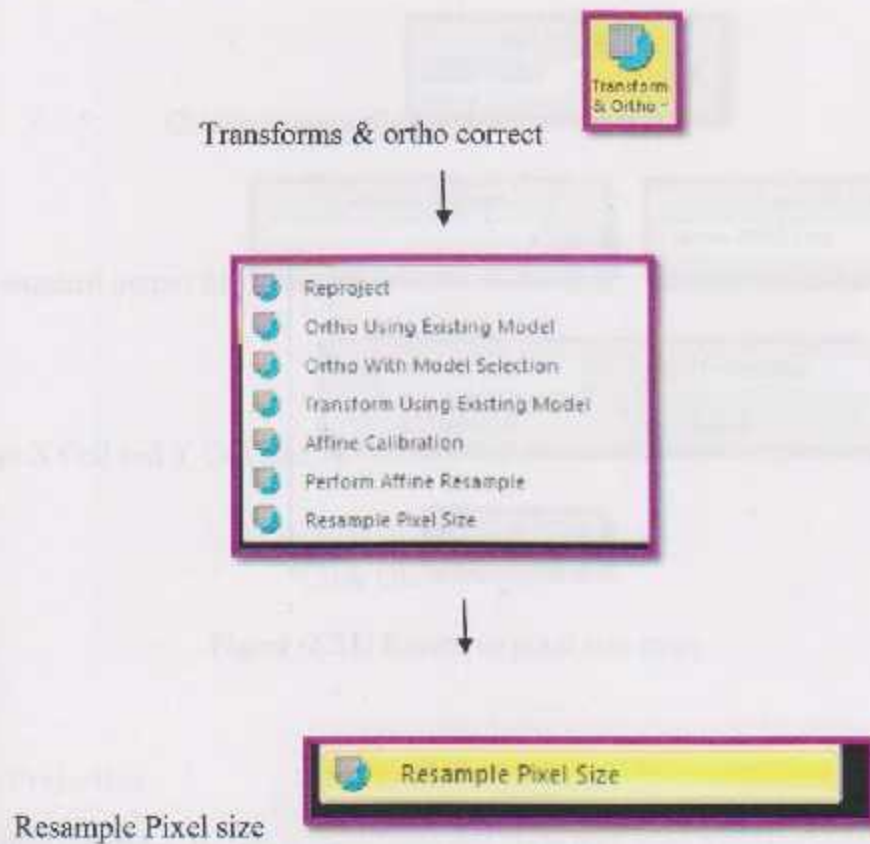 Transform
& Ortho
Transforms & ortho correct
Reproject
Ortho Using Existing Model
Ortho With Model Selection
Transform Using Existing Model
Affine Calibration
Perform Affine Resample
Resample Pixel Size
Resample Pixel Size
Resample Pixel size